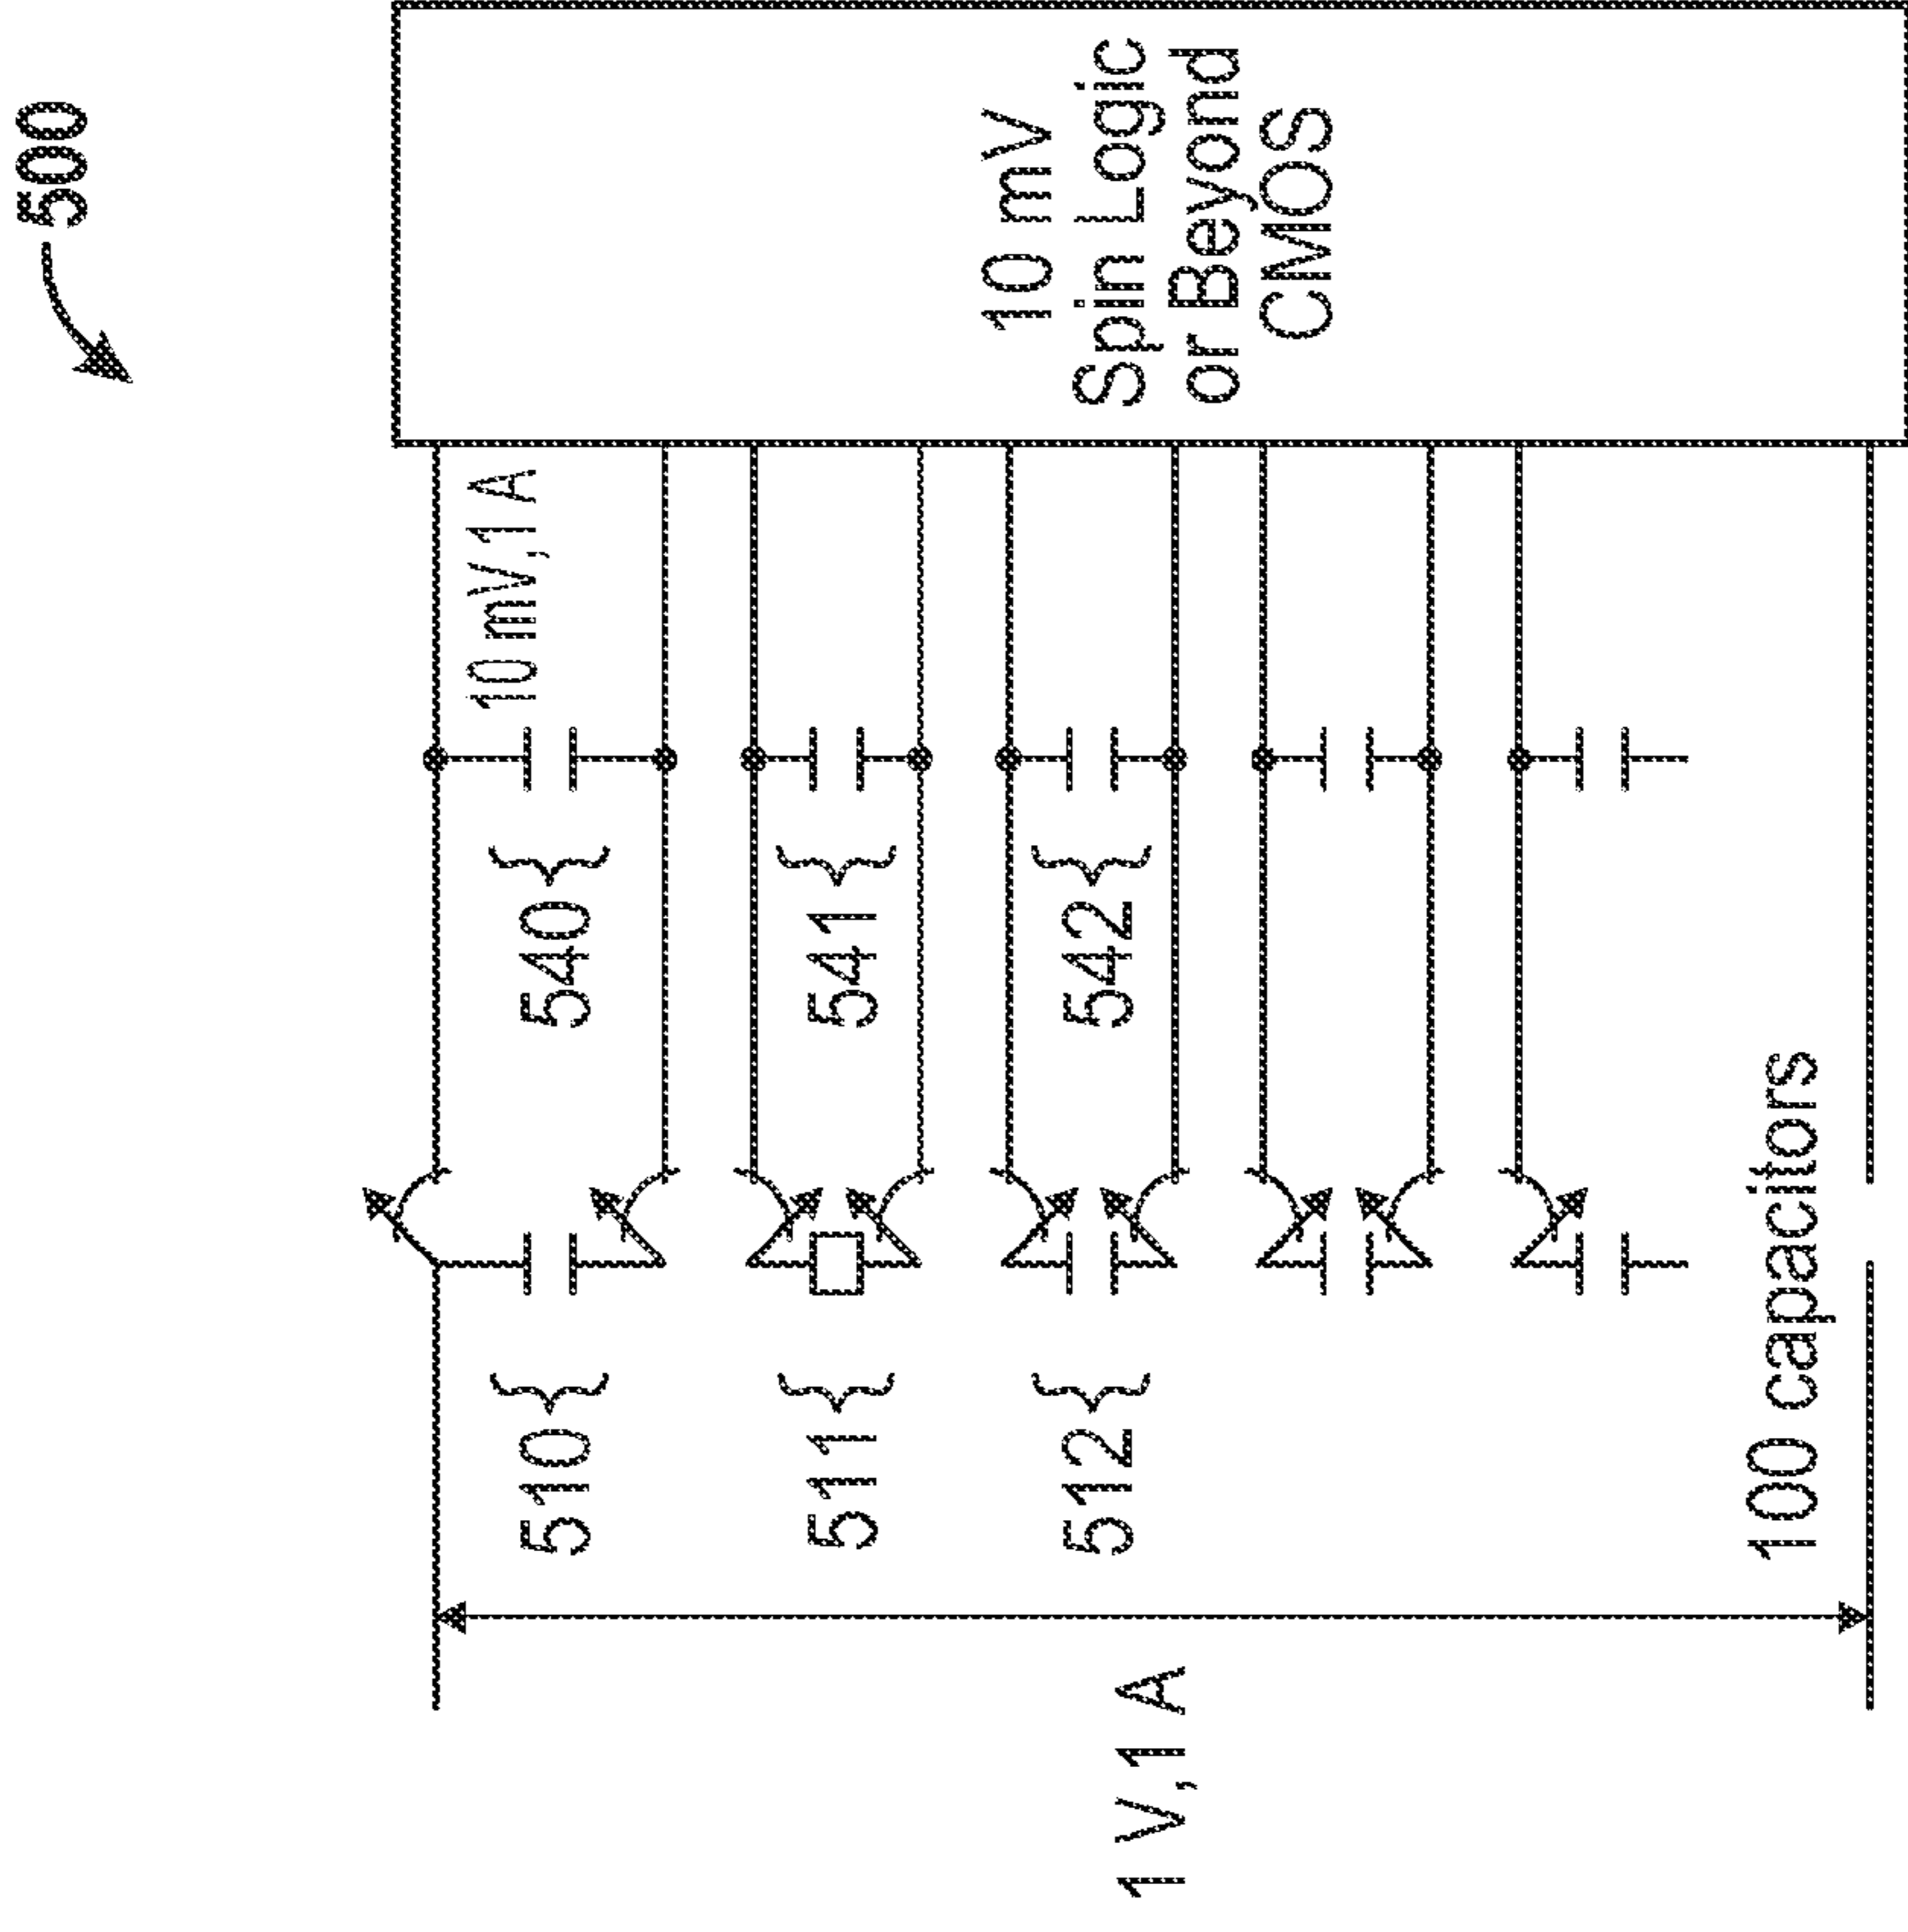 500
1 V,1 A
510
511
512
100 capacitors
540
541
542
10 mV,1 A
10 mV
Spin Logic
or Beyond
CMOS